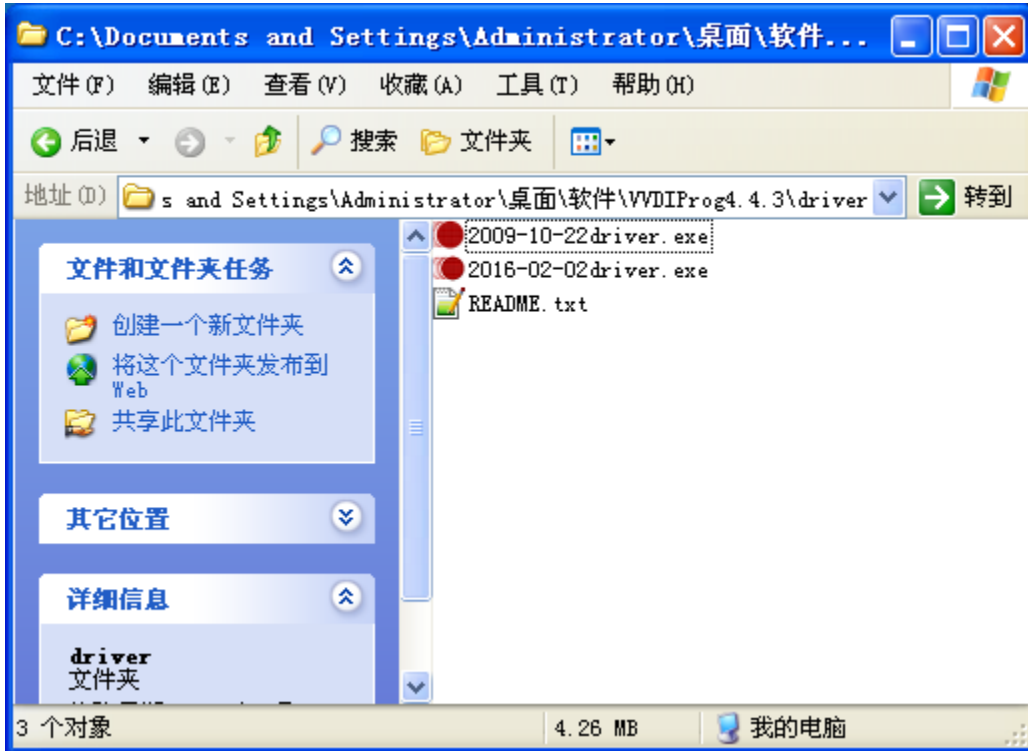 C:\Documents and Settings\Administrator\桌面\软件...
文件(F) 编辑(E) 查看(V) 收藏(A) 工具(T) 帮助(H)
后退 搜索 文件夹
地址(D) s and Settings\Administrator\桌面\软件\VVDIProg4.4.3\driver 转到
文件和文件夹任务
创建一个新文件夹
将这个文件夹发布到
Web
共享此文件夹
其它位置
详细信息
driver
文件夹
2009-10-22driver.exe
2016-02-02driver.exe
README.txt
3 个对象 4.26 MB 我的电脑